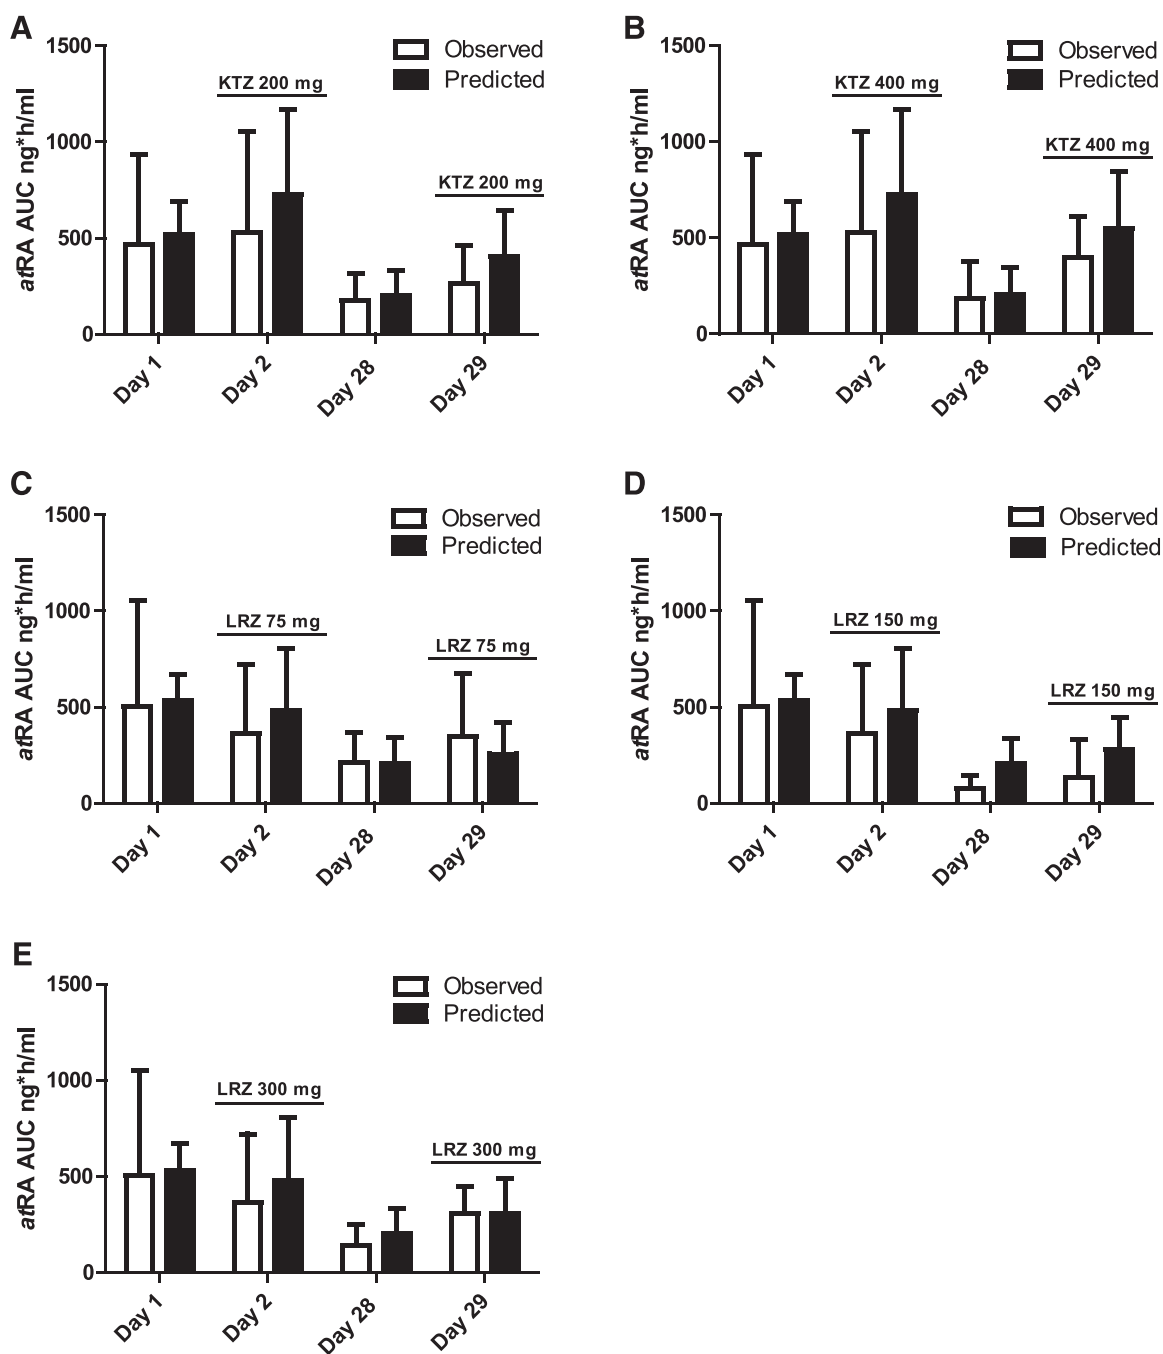 A
atRA AUC ng*h/ml
1500
1000
500
0
Observed
Predicted
KTZ 200 mg
KTZ 200 mg
Day 1
Day 2
Day 28
Day 29
B
atRA AUC ng*h/ml
1500
1000
500
0
Observed
Predicted
KTZ 400 mg
KTZ 400 mg
Day 1
Day 2
Day 28
Day 29
C
atRA AUC ng*h/ml
1500
1000
500
0
Observed
Predicted
LRZ 75 mg
LRZ 75 mg
Day 1
Day 2
Day 28
Day 29
D
atRA AUC ng*h/ml
1500
1000
500
0
Observed
Predicted
LRZ 150 mg
LRZ 150 mg
Day 1
Day 2
Day 28
Day 29
E
atRA AUC ng*h/ml
1500
1000
500
0
Observed
Predicted
LRZ 300 mg
LRZ 300 mg
Day 1
Day 2
Day 28
Day 29